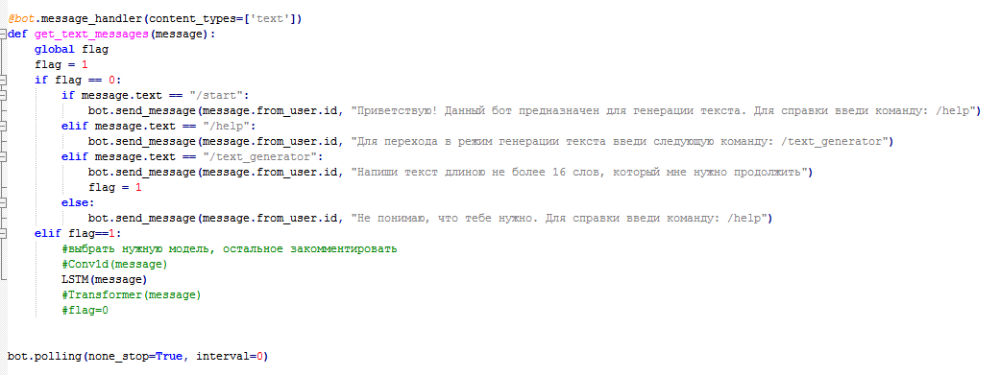 @bot.message_handler(content_types=['text'])
def get_text_messages(message):
    global flag
    flag = 1
    if flag == 0:
        if message.text == "/start":
            bot.send_message(message.from_user.id, "Приветствую! Данный бот предназначен для генерации текста. Для справки введи команду: /help")
        elif message.text == "/help":
            bot.send_message(message.from_user.id, "Для перехода в режим генерации текста введи следующую команду: /text_generator")
        elif message.text == "/text_generator":
            bot.send_message(message.from_user.id, "Напиши текст длиною не более 16 слов, который мне нужно продолжить")
            flag = 1
        else:
            bot.send_message(message.from_user.id, "Не понимаю, что тебе нужно. Для справки введи команду: /help")
    elif flag==1:
        #выбрать нужную модель, остальное закомментировать
        #Conv1d(message)
        LSTM(message)
        #Transformer(message)
        #flag=0
bot.polling(none_stop=True, interval=0)